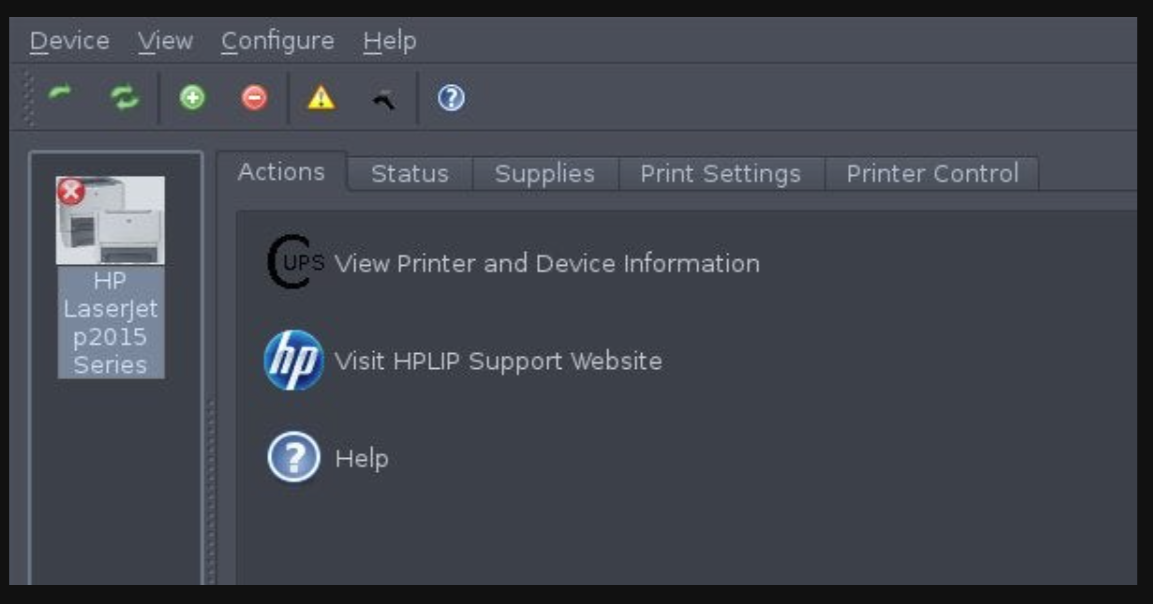 Device View Configure Help
Actions Status Supplies Print Settings Printer Control
HP
LaserJet
p2015
Series
CUPS View Printer and Device Information
hp Visit HPLIP Support Website
? Help